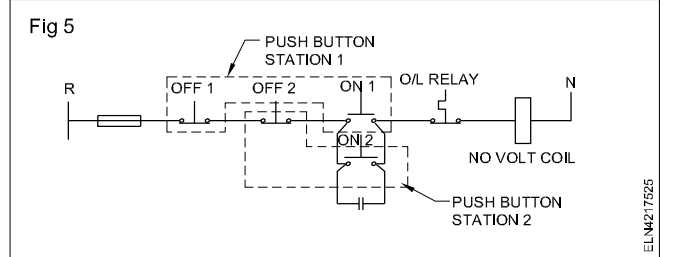 Fig 5
PUSH BUTTON
STATION 1
R
OFF 1
OFF 2
ON 1
O/L RELAY
N
ON 2
NO VOLT COIL
PUSH BUTTON
STATION 2
ELN4217525